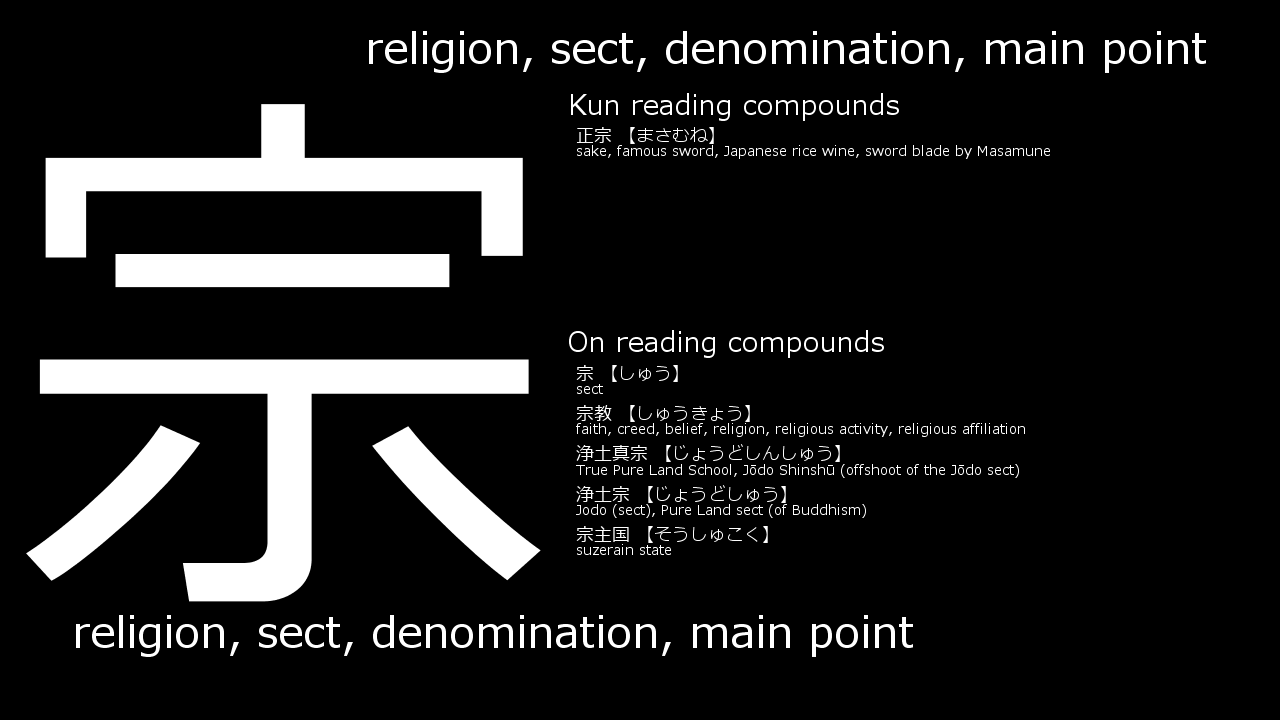 religion, sect, denomination, main point
宗
Kun reading compounds
正宗 【まさむね】
sake, famous sword, Japanese rice wine, sword blade by Masamune
On reading compounds
宗 【しゅう】
sect
宗教 【しゅうきょう】
faith, creed, belief, religion, religious activity, religious affiliation
浄土真宗 【じょうどしんしゅう】
True Pure Land School, Jōdo Shinshū (offshoot of the Jōdo sect)
浄土宗 【じょうどしゅう】
Jodo (sect), Pure Land sect (of Buddhism)
宗主国 【そうしゅこく】
suzerain state
religion, sect, denomination, main point